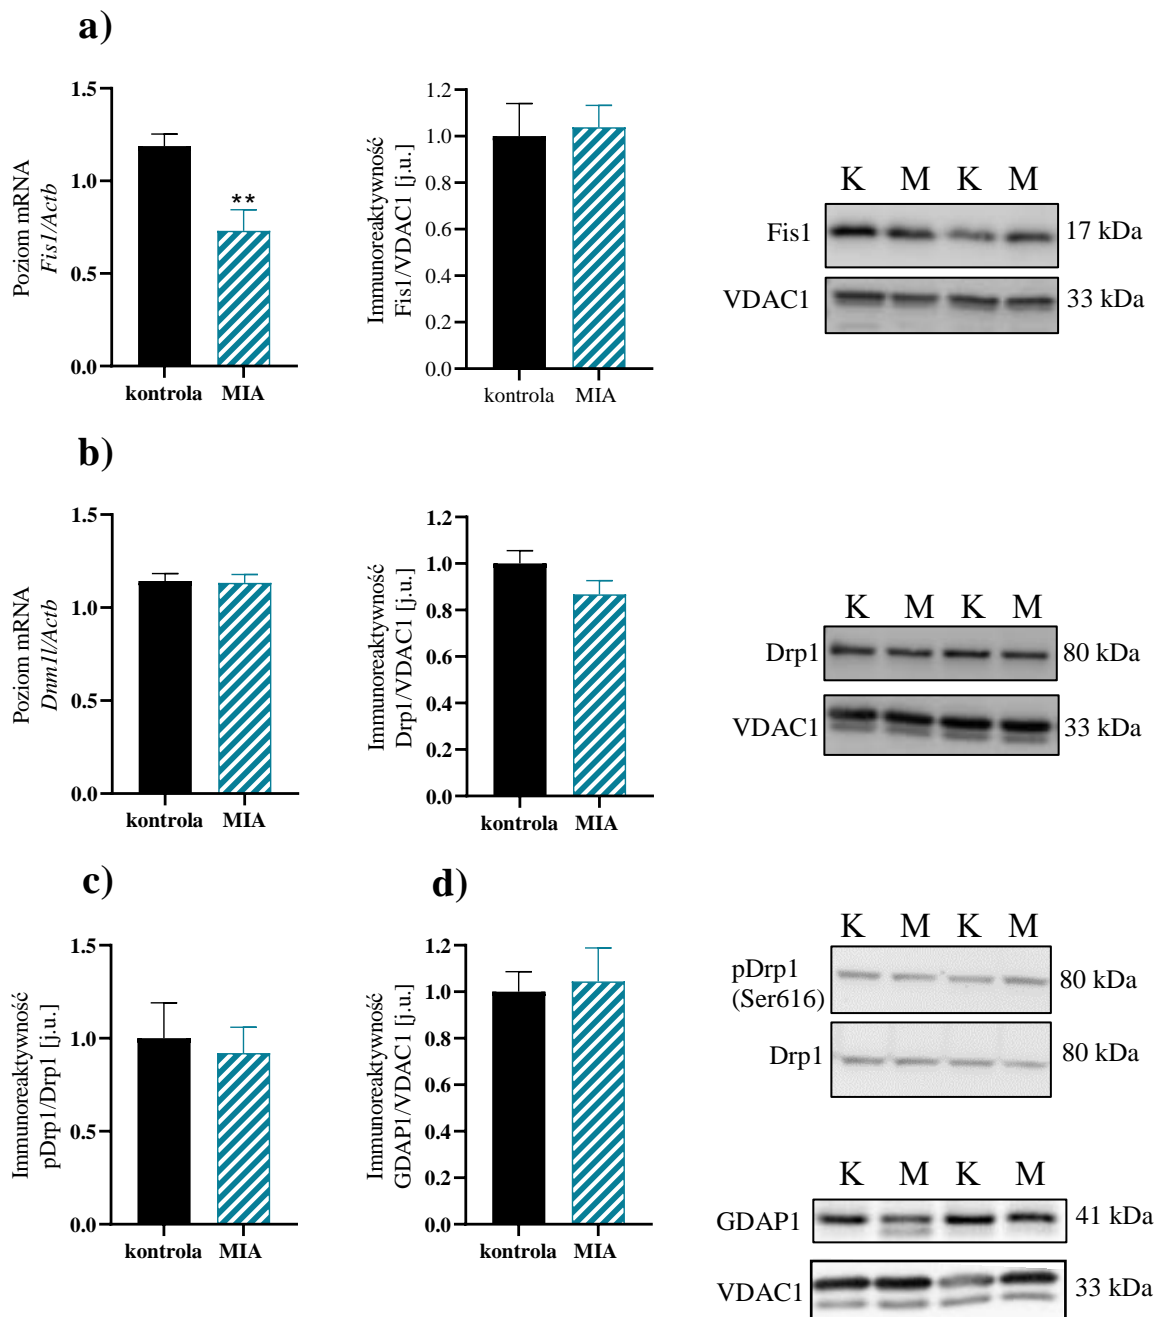 a)
Poziom mRNA
Fis1/Actb
1.5
1.0
0.5
0.0
**
kontrola MIA
Immunoreaktywność
Fis1/VDAC1 [j.u.]
1.2
1.0
0.8
0.6
0.4
0.2
0.0
kontrola MIA
K M K M
Fis1 17 kDa
VDAC1 33 kDa
b)
Poziom mRNA
Dnm1l/Actb
1.5
1.0
0.5
0.0
kontrola MIA
Immunoreaktywność
Drp1/VDAC1 [j.u.]
1.2
1.0
0.8
0.6
0.4
0.2
0.0
kontrola MIA
K M K M
Drp1 80 kDa
VDAC1 33 kDa
c)
Immunoreaktywność
pDrp1/Drp1 [j.u.]
1.5
1.0
0.5
0.0
kontrola MIA
d)
Immunoreaktywność
GDAP1/VDAC1 [j.u.]
1.2
1.0
0.8
0.6
0.4
0.2
0.0
kontrola MIA
K M K M
pDrp1
(Ser616) 80 kDa
Drp1 80 kDa
K M K M
GDAP1 41 kDa
VDAC1 33 kDa